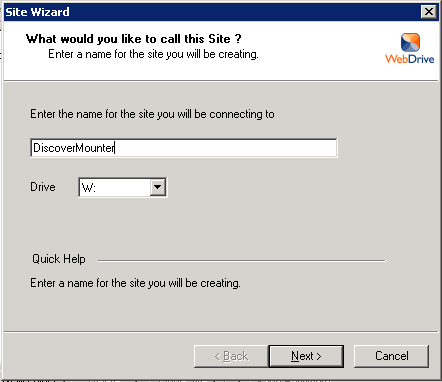 Site Wizard
What would you like to call this Site ?
Enter a name for the site you will be creating.
WebDrive
Enter the name for the site you will be connecting to
DiscoverMounter
Drive W:
Quick Help
Enter a name for the site you will be creating.
< Back Next > Cancel